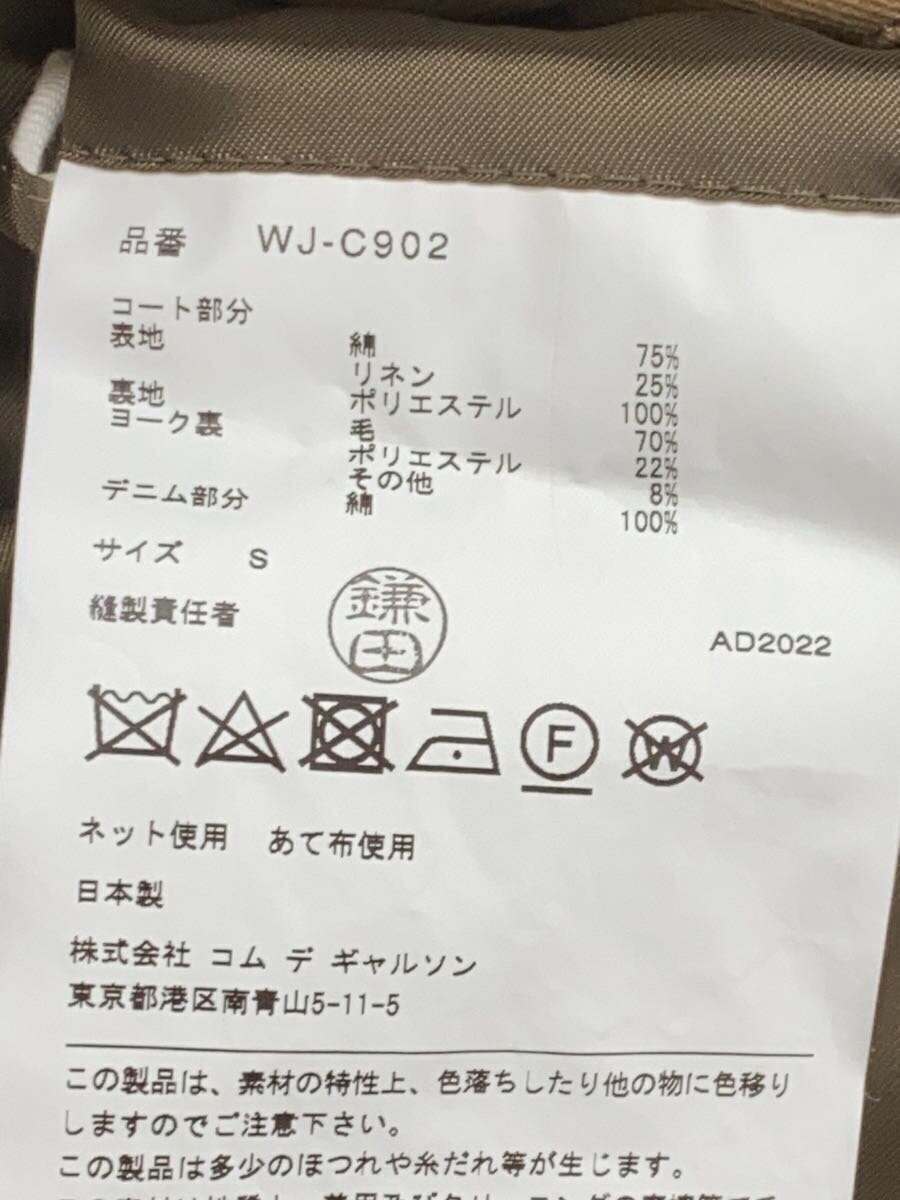 品番 WJ-C902
コート部分
表地 綿 75%
リネン 25%
裏地 ポリエステル 100%
ヨーク裏 毛 70%
ポリエステル 22%
その他 8%
デニム部分 綿 100%
サイズ S
縫製責任者 鎌田
AD2022
F
W
ネット使用 あて布使用
日本製
株式会社 コム デ ギャルソン
東京都港区南青山5-11-5
この製品は、素材の特性上、色落ちしたり他の物に色移り
しますのでご注意下さい。
この製品は多少のほつれや糸だれ等が生じます。